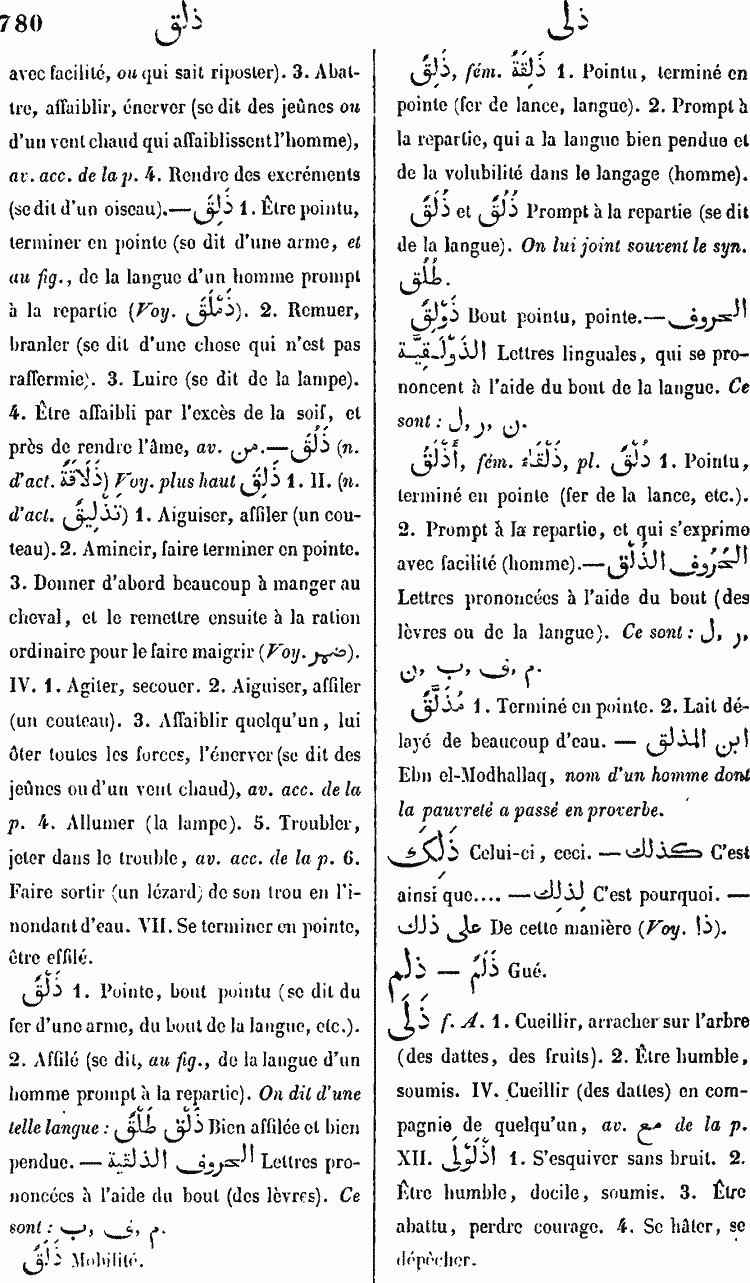 780 ذلق ذلى
avec facilité, ou qui sait riposter). 3. Abat-
tre, affaiblir, énerver (se dit des jeûnes ou
d'un vent chaud qui affaiblissent l'homme),
av. acc. de la p. 4. Rendre des excréments
(se dit d'un oiseau).—ذَلِقَ 1. Être pointu,
terminer en pointe (se dit d'une arme, et
au fig., de la langue d'un homme prompt
à la repartie (Voy. ذَمْلَقَ). 2. Remuer,
branler (se dit d'une chose qui n'est pas
raffermie). 3. Luire (se dit de la lampe).
4. Être affaibli par l'excès de la soif, et
près de rendre l'âme, av. من.—ذَلُقَ (n.
d'act. ذَلَاقَةٌ) Voy. plus haut ذَلِقَ 1. II. (n.
d'act. تَذْلِيقٌ) 1. Aiguiser, affiler (un cou-
teau). 2. Amincir, faire terminer en pointe.
3. Donner d'abord beaucoup à manger au
cheval, et le remettre ensuite à la ration
ordinaire pour le faire maigrir (Voy. ضمر).
IV. 1. Agiter, secouer. 2. Aiguiser, affiler
(un couteau). 3. Affaiblir quelqu'un, lui
ôter toutes les forces, l'énerver (se dit des
jeûnes ou d'un vent chaud), av. acc. de la
p. 4. Allumer (la lampe). 5. Troubler,
jeter dans le trouble, av. acc. de la p. 6.
Faire sortir (un lézard) de son trou en l'i-
nondant d'eau. VII. Se terminer en pointe,
être effilé.
ذَلْقٌ 1. Pointe, bout pointu (se dit du
fer d'une arme, du bout de la langue, etc.).
2. Affilé (se dit, au fig., de la langue d'un
homme prompt à la repartie). On dit d'une
telle langue : ذَلْقٌ طَلْقٌ Bien affilée et bien
pendue. — الحروف الذلقية Lettres pro-
noncées à l'aide du bout (des lèvres). Ce
sont : م, ف, ب.
ذَلَقٌ Mobilité.
ذَلِقٌ, fém. ذَلِقَةٌ 1. Pointu, terminé en
pointe (fer de lance, langue). 2. Prompt à
la repartie, qui a la langue bien pendue et
de la volubilité dans le langage (homme).
ذُلَقٌ et ذُلُقٌ Prompt à la repartie (se dit
de la langue). On lui joint souvent le syn.
طُلُق.
ذَوْلَقٌ Bout pointu, pointe.—الحروف
الذَّوْلَقِيَّة Lettres linguales, qui se pro-
noncent à l'aide du bout de la langue. Ce
sont : ن, ر, ل.
أَذْلَقُ, fém. ذَلْقَاءُ, pl. ذُلْقٌ 1. Pointu,
terminé en pointe (fer de la lance, etc.).
2. Prompt à la repartie, et qui s'exprime
avec facilité (homme).—الحُرُوف الذُّلْق
Lettres prononcées à l'aide du bout (des
lèvres ou de la langue). Ce sont : ل, ر,
م, ف, ب, ن.
مُذَلَّقٌ 1. Terminé en pointe. 2. Lait dé-
layé de beaucoup d'eau. — ابن المذلق
Ebn el-Modhallaq, nom d'un homme dont
la pauvreté a passé en proverbe.
ذَلِكَ Celui-ci, ceci. — كذلك C'est
ainsi que.... — لذلك C'est pourquoi. —
على ذلك De cette manière (Voy. ذا).
ذلم — ذَلَمٌ Gué.
ذَلَى f. A. 1. Cueillir, arracher sur l'arbre
(des dattes, des fruits). 2. Être humble,
soumis. IV. Cueillir (des dattes) en com-
pagnie de quelqu'un, av. مع de la p.
XII. اذْلَوْلَى 1. S'esquiver sans bruit. 2.
Être humble, docile, soumis. 3. Être
abattu, perdre courage. 4. Se hâter, se
dépêcher.